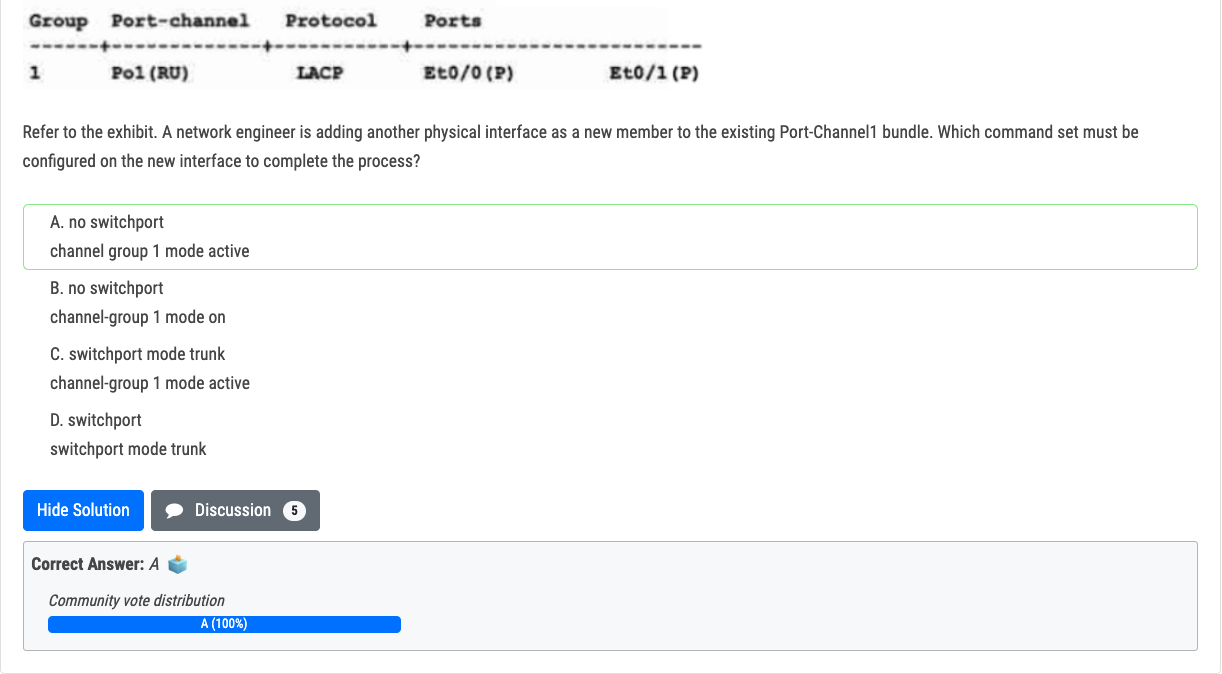 Group Port-channel Protocol Ports
------+-------------+-----------+--------------------------
1 Po1(RU) LACP Et0/0(P) Et0/1(P)
Refer to the exhibit. A network engineer is adding another physical interface as a new member to the existing Port-Channel1 bundle. Which command set must be
configured on the new interface to complete the process?
A. no switchport
channel group 1 mode active
B. no switchport
channel-group 1 mode on
C. switchport mode trunk
channel-group 1 mode active
D. switchport
switchport mode trunk
Hide Solution Discussion 5
Correct Answer: A
Community vote distribution
A (100%)